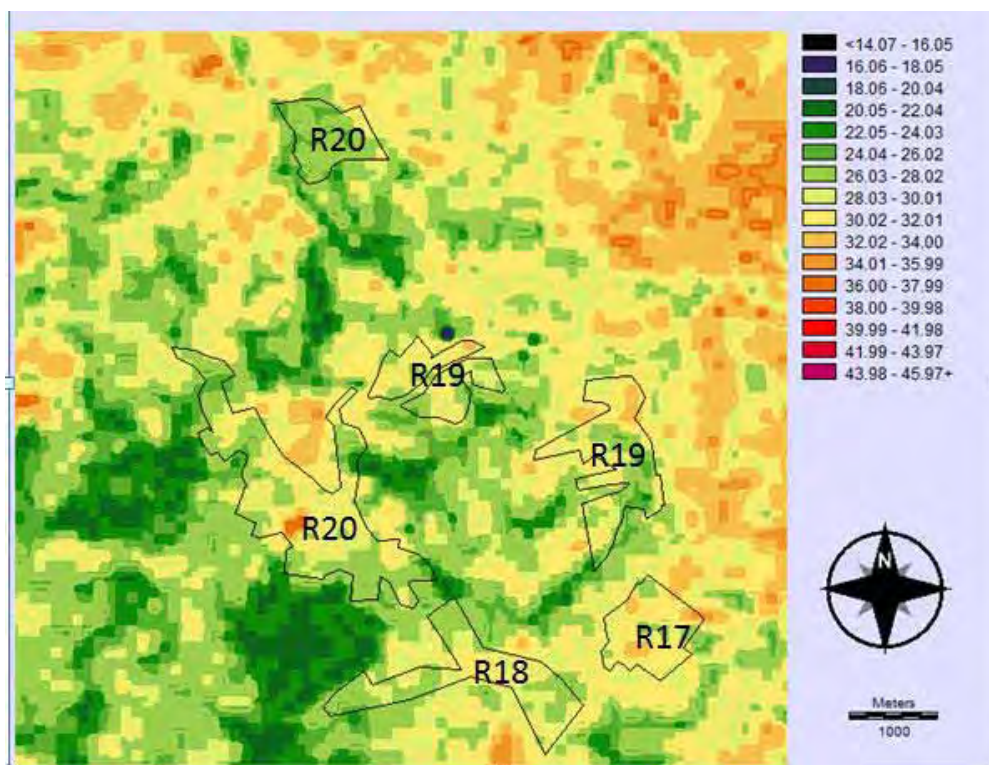 <14.07 - 16.05
16.06 - 18.05
18.06 - 20.04
20.05 - 22.04
22.05 - 24.03
24.04 - 26.02
26.03 - 28.02
28.03 - 30.01
30.02 - 32.01
32.02 - 34.00
34.01 - 35.99
36.00 - 37.99
38.00 - 39.98
39.99 - 41.98
41.99 - 43.97
43.98 - 45.97+
R20
R19
R19
R20
R17
R18
N
Meters
1000